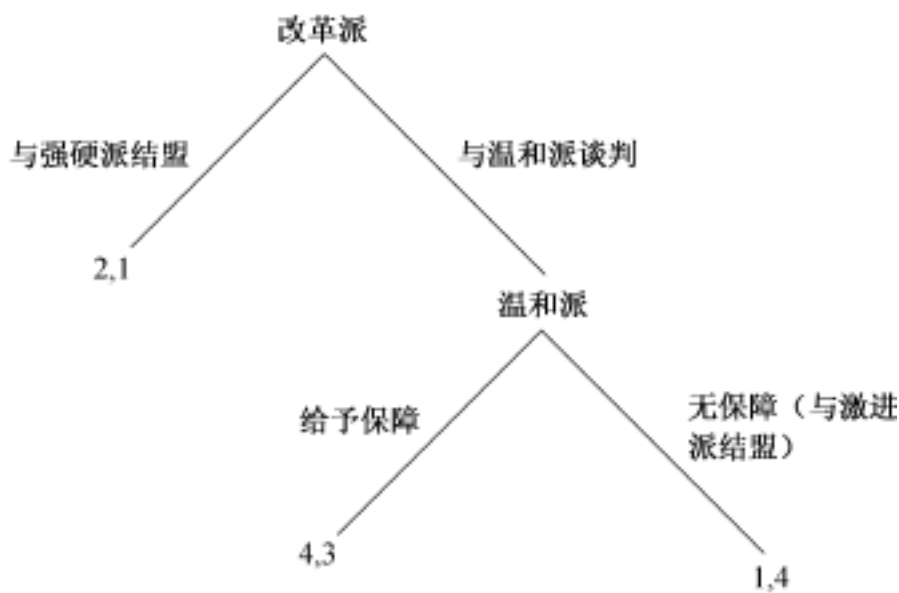 改革派
与强硬派结盟
与温和派谈判
2,1
温和派
给予保障
无保障（与激进
派结盟）
4,3
1,4